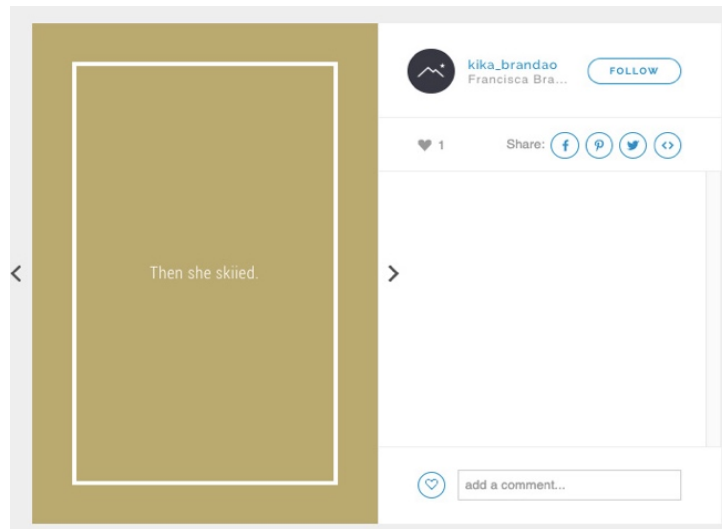 Then she skiied.
kika_brandao
Francisca Bra...
FOLLOW
1
Share:
add a comment...